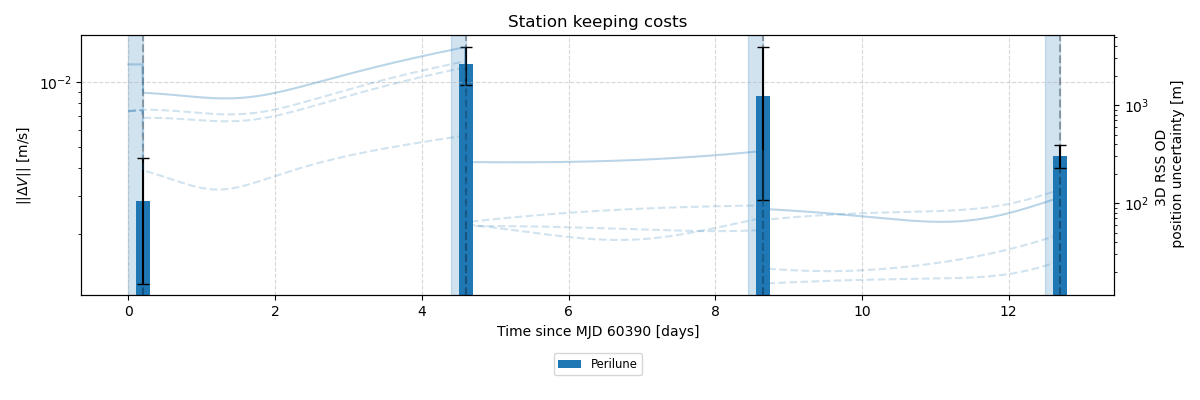 Station keeping costs
10⁻²
||ΔV|| [m/s]
10³
10²
3D RSS OD
position uncertainty [m]
0 2 4 6 8 10 12
Time since MJD 60390 [days]
Perilune